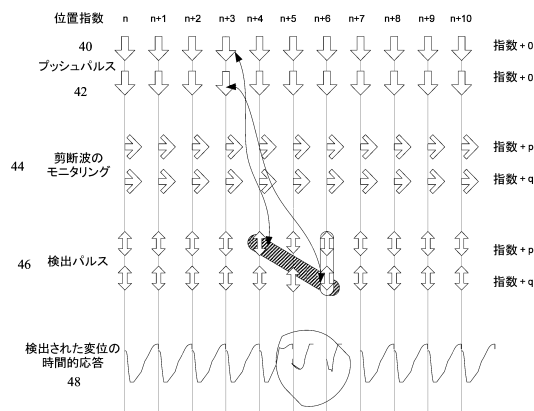 位置指数 n n+1 n+2 n+3 n+4 n+5 n+6 n+7 n+8 n+9 n+10
40 指数+0
プッシュパルス
42 指数+0
44 剪断波の
モニタリング
指数+p
指数+q
46 検出パルス
指数+p
指数+q
検出された変位の
時間的応答
48